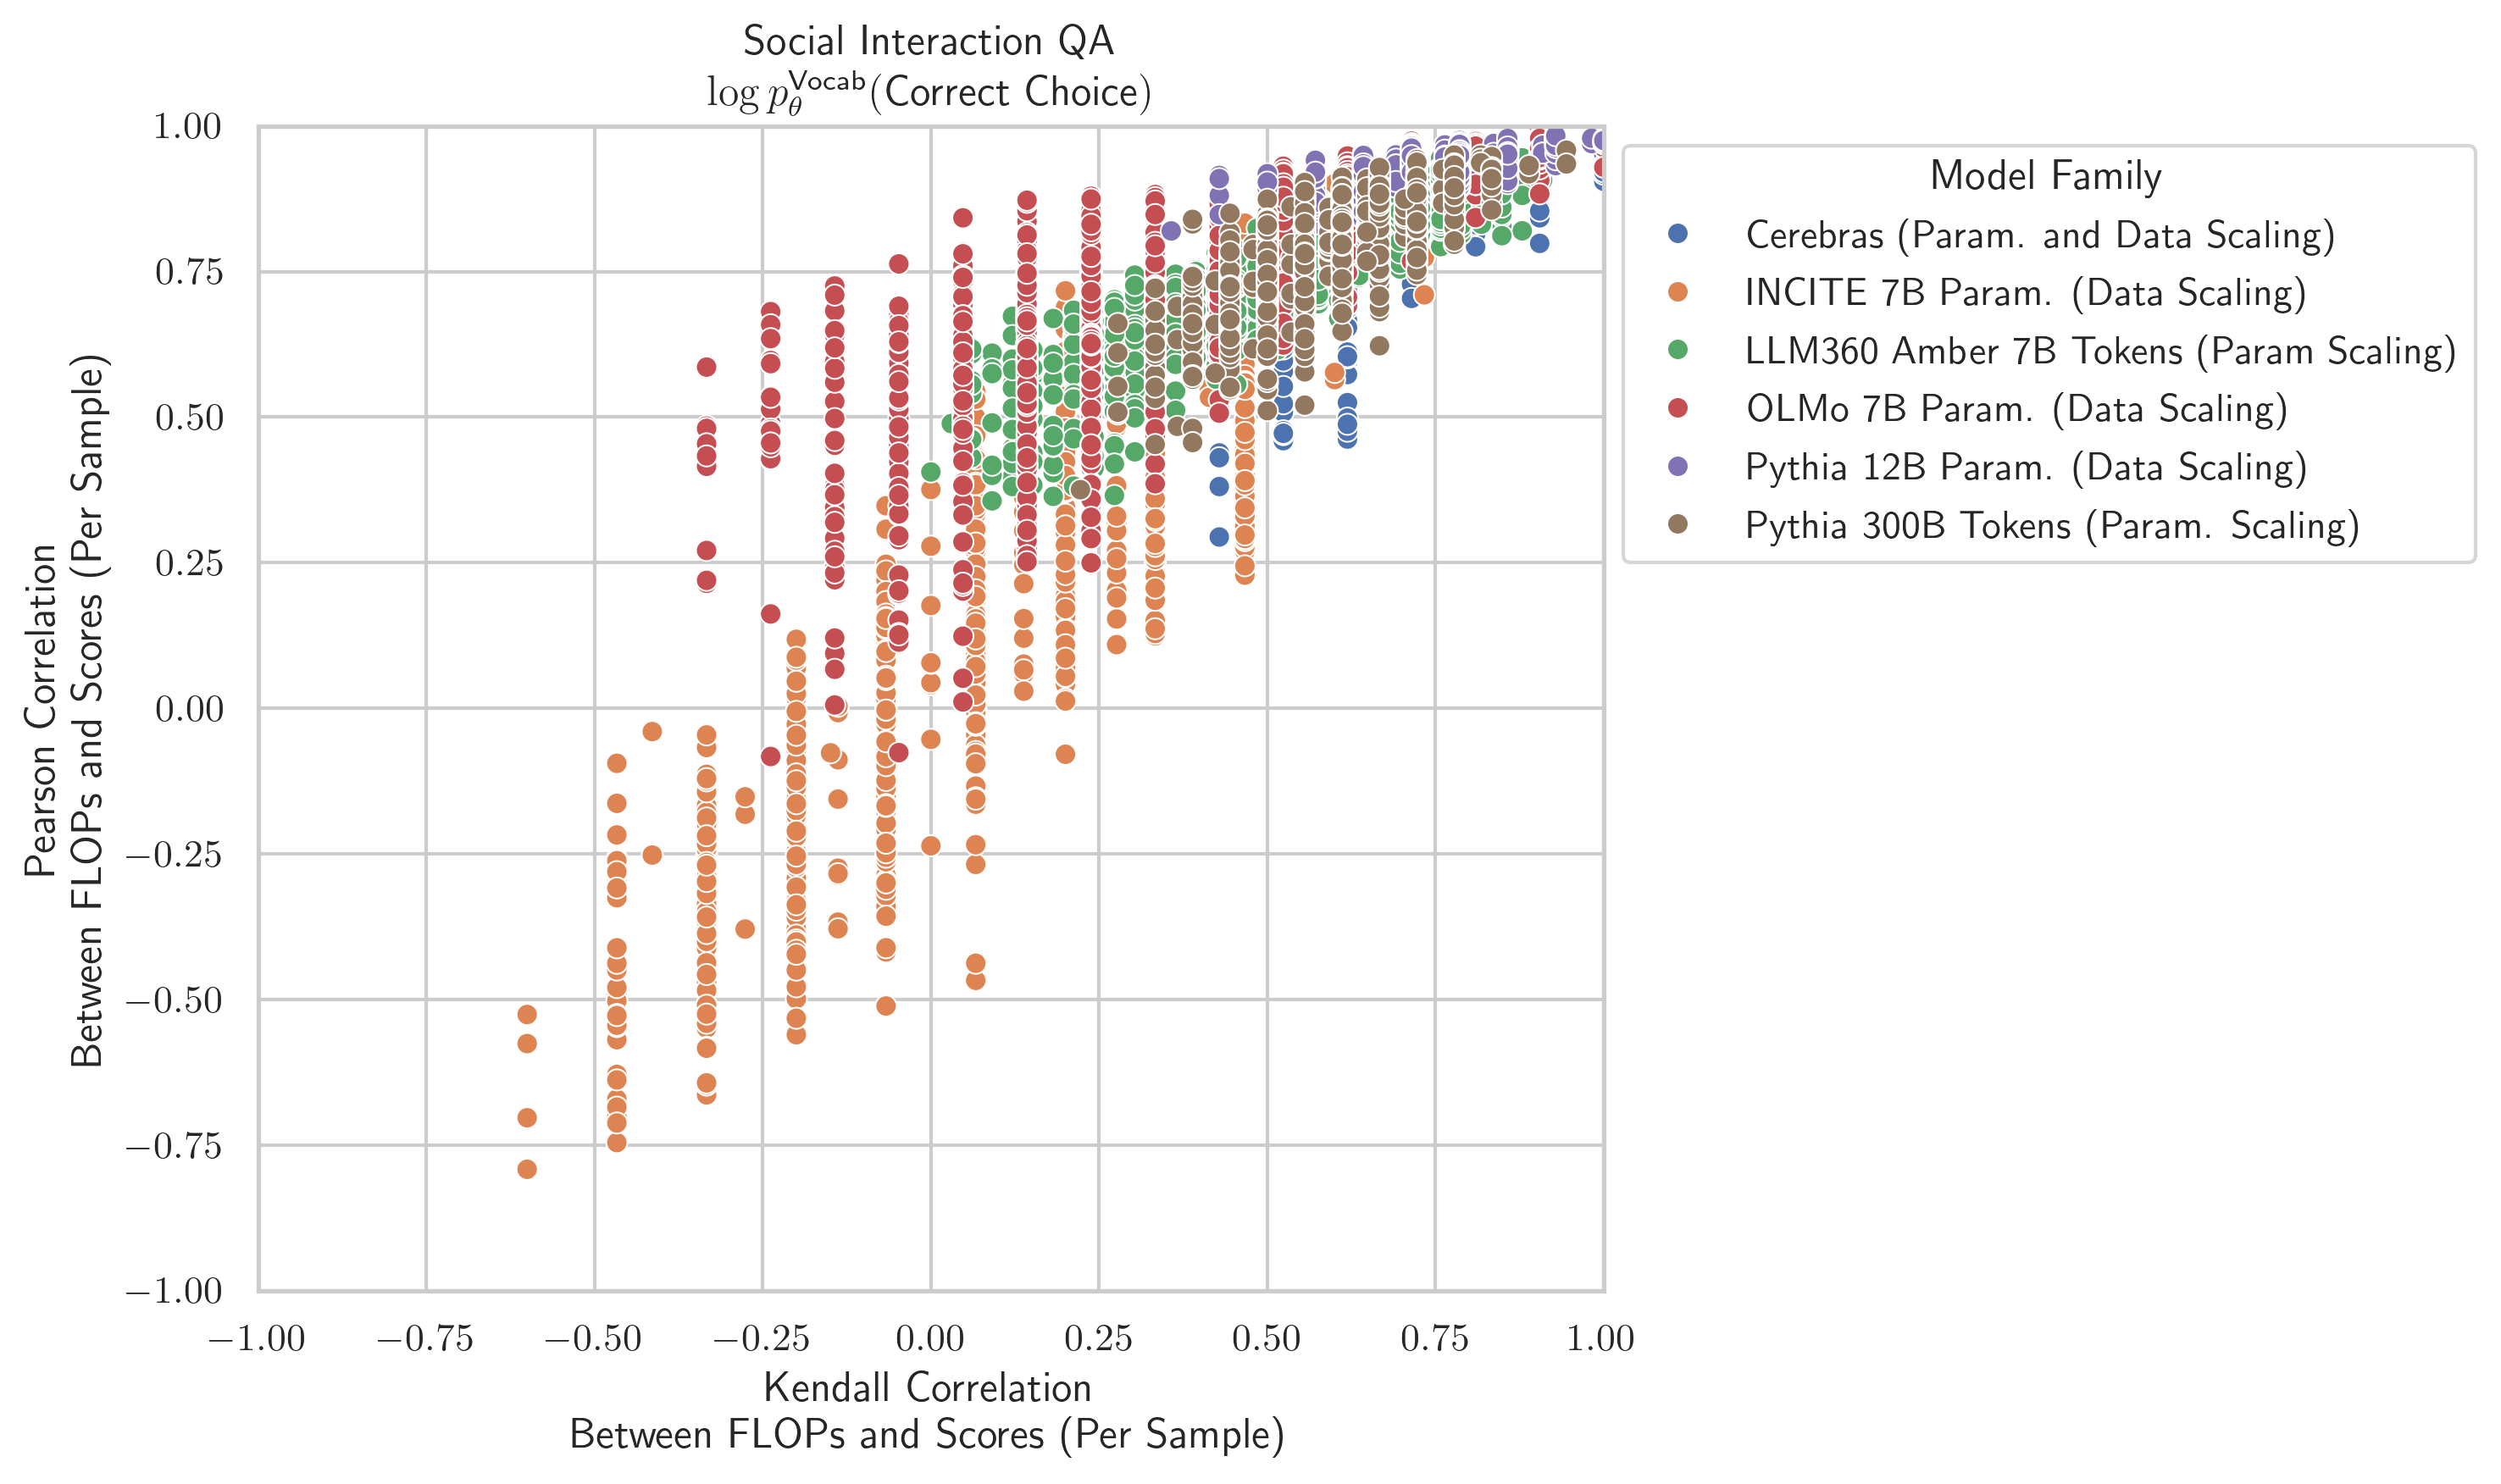 Social Interaction QA
log p_θ^Vocab(Correct Choice)
1.00
0.75
0.50
0.25
0.00
−0.25
−0.50
−0.75
−1.00
Pearson Correlation
Between FLOPs and Scores (Per Sample)
−1.00 −0.75 −0.50 −0.25 0.00 0.25 0.50 0.75 1.00
Kendall Correlation
Between FLOPs and Scores (Per Sample)
Model Family
Cerebras (Param. and Data Scaling)
INCITE 7B Param. (Data Scaling)
LLM360 Amber 7B Tokens (Param Scaling)
OLMo 7B Param. (Data Scaling)
Pythia 12B Param. (Data Scaling)
Pythia 300B Tokens (Param. Scaling)